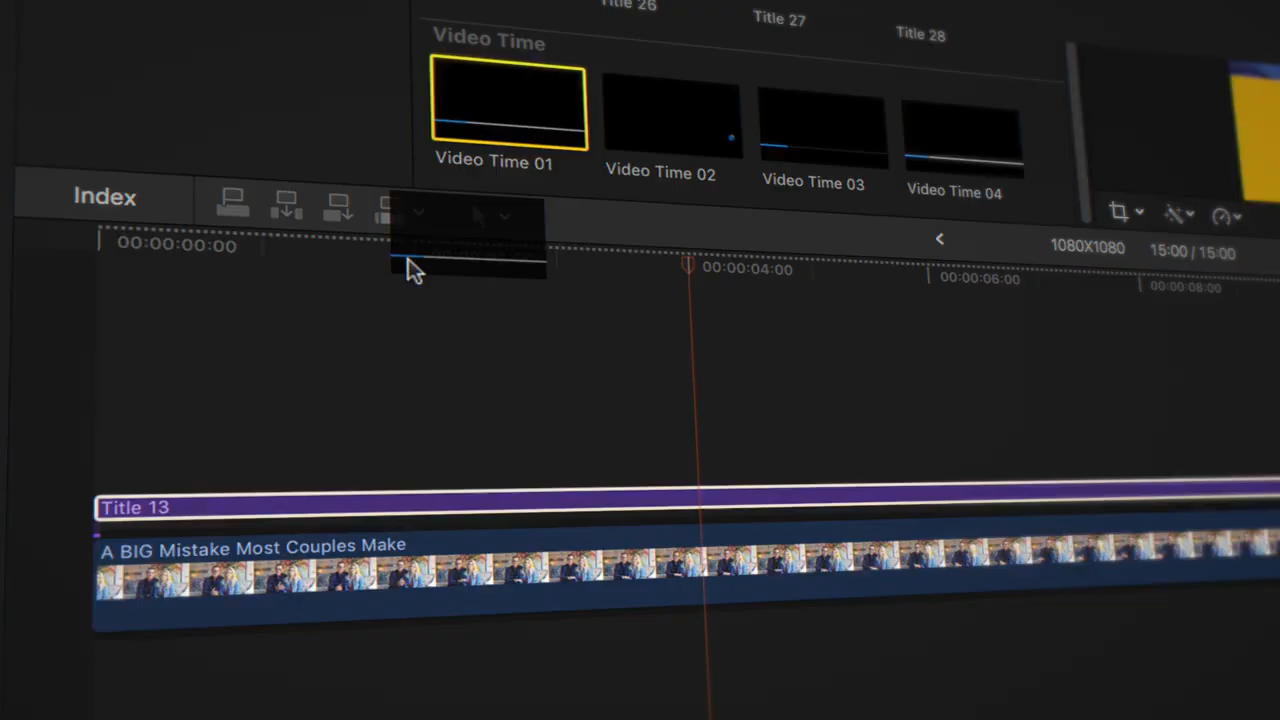 Title 26
Title 27
Title 28
Video Time
Video Time 01
Video Time 02
Video Time 03
Video Time 04
Index
1080X1080
15:00 / 15:00
00:00:00:00
00:00:04:00
00:00:06:00
00:00:08:00
Title 13
A BIG Mistake Most Couples Make